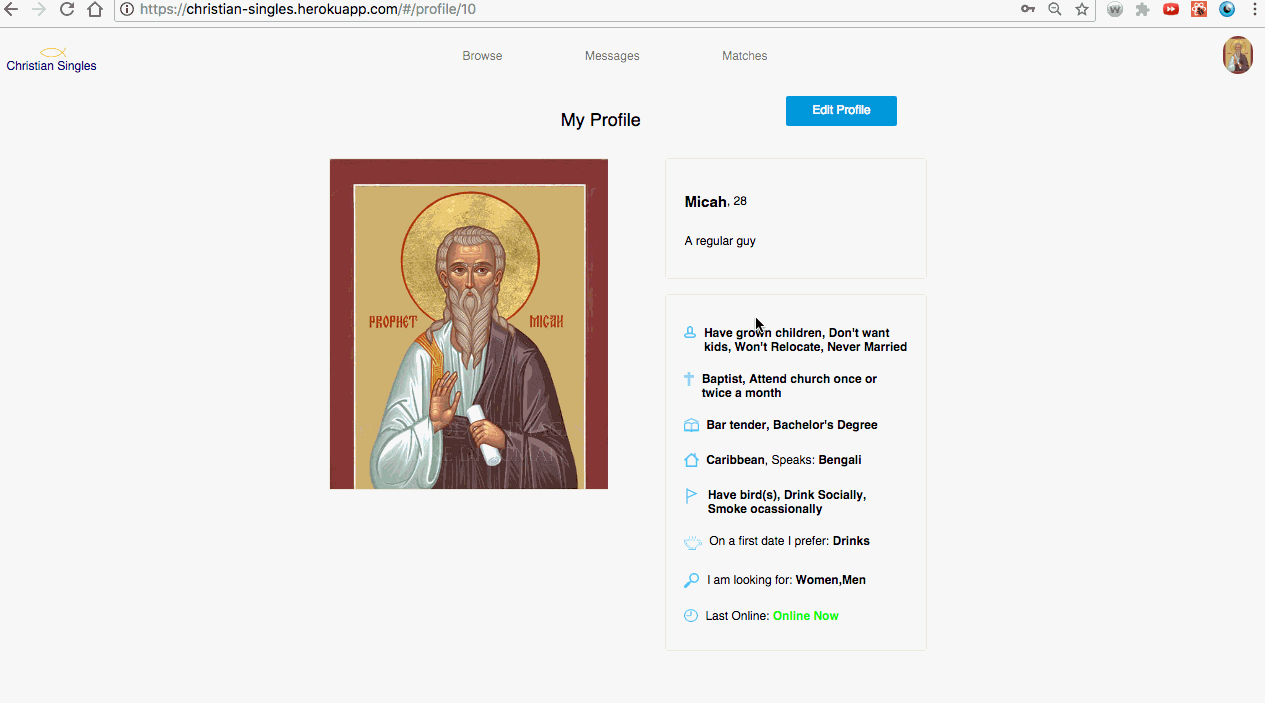 https://christian-singles.herokuapp.com/#/profile/10
Christian Singles
Browse
Messages
Matches
My Profile
Edit Profile
PROPHET
MICAH
Micah, 28
A regular guy
Have grown children, Don't want
kids, Won't Relocate, Never Married
Baptist, Attend church once or
twice a month
Bar tender, Bachelor's Degree
Caribbean, Speaks: Bengali
Have bird(s), Drink Socially,
Smoke ocassionally
On a first date I prefer: Drinks
I am looking for: Women,Men
Last Online: Online Now